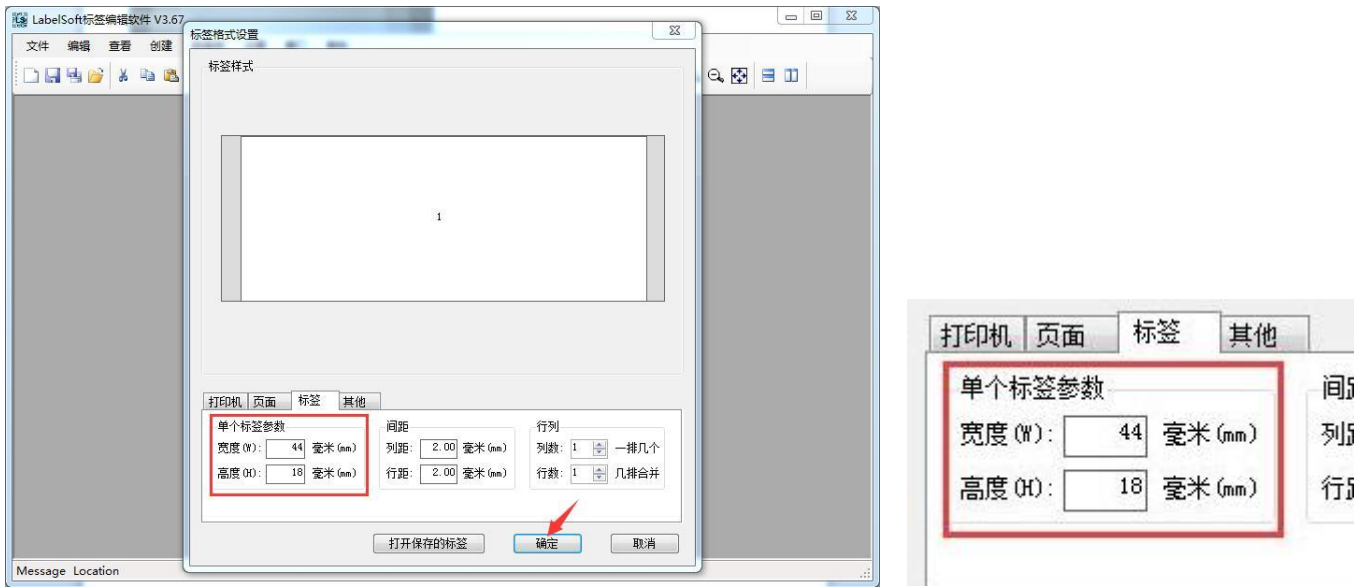 LabelSoft标签编辑软件 V3.67
文件 编辑 查看 创建
标签格式设置
标签样式
1
打印机 页面 标签 其他
单个标签参数 间距 行列
宽度(W): 44 毫米(mm) 列距: 2.00 毫米(mm) 列数: 1 一排几个
高度(H): 18 毫米(mm) 行距: 2.00 毫米(mm) 行数: 1 几排合并
打开保存的标签 确定 取消
Message Location
打印机 页面 标签 其他
单个标签参数 间
宽度(W): 44 毫米(mm) 列
高度(H): 18 毫米(mm) 行